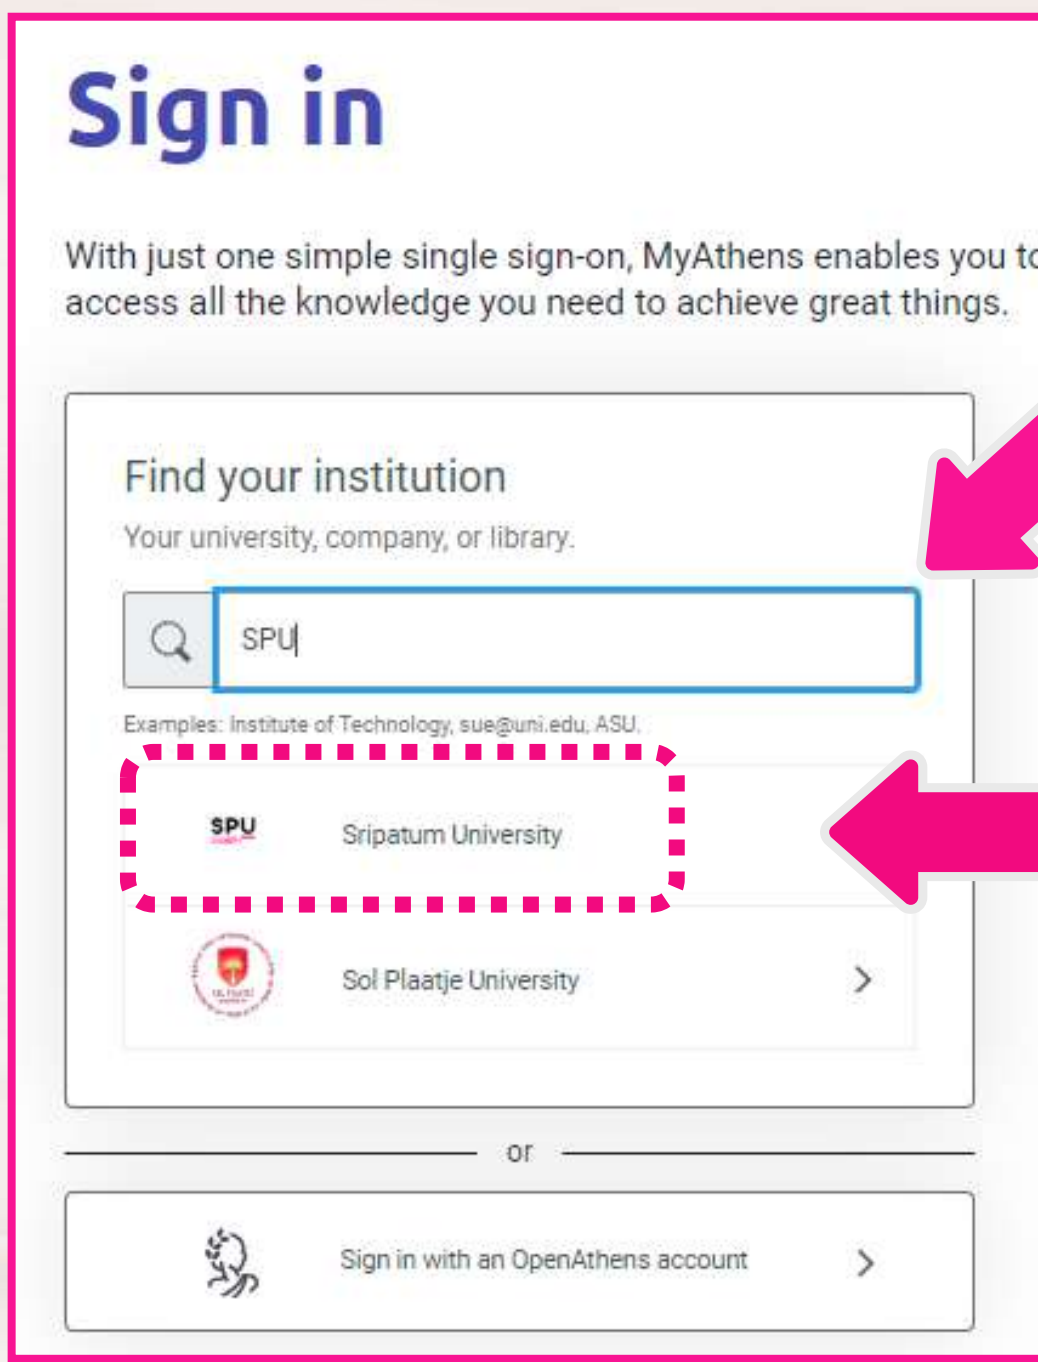 Sign in
With just one simple single sign-on, MyAthens enables you to
access all the knowledge you need to achieve great things.
Find your institution
Your university, company, or library.
SPU
Examples: Institute of Technology, sue@uni.edu, ASU.
SPU
Sripatum University
Sol Plaatje University
or
Sign in with an OpenAthens account